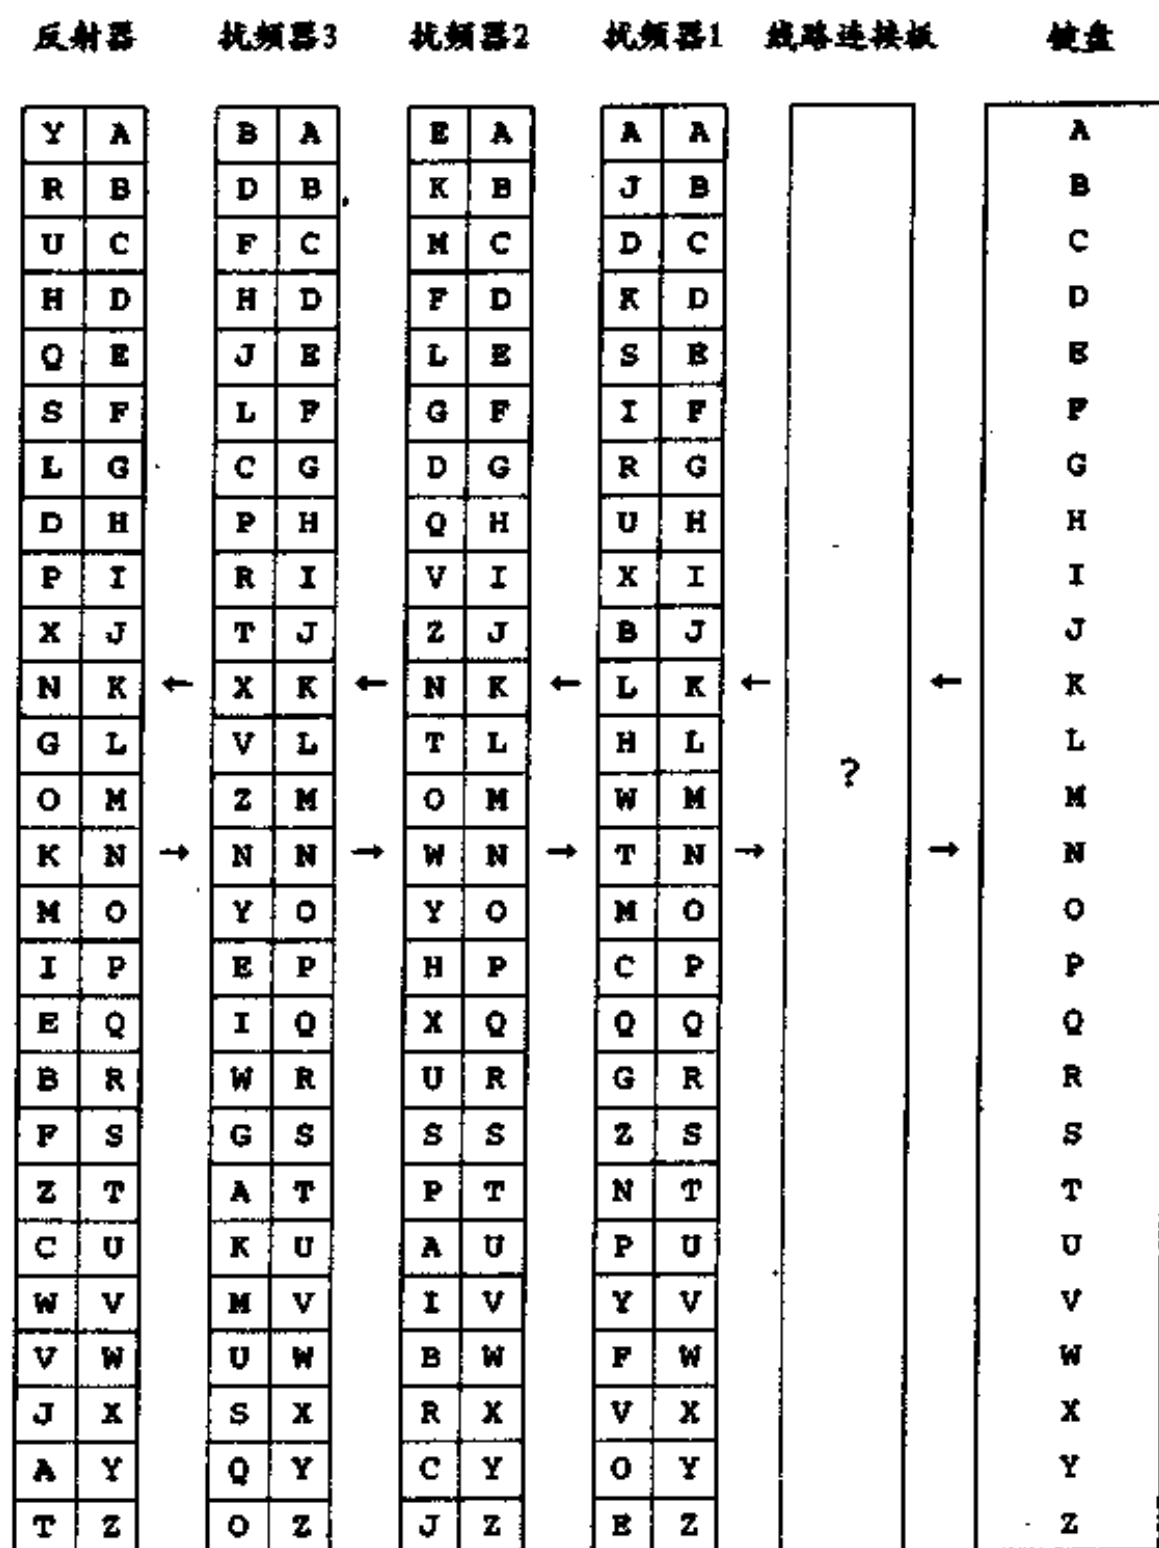 反射器 扰频器3 扰频器2 扰频器1 线路连接板 键盘
Y A B A E A A A A
R B D B K B J B B
U C F C M C D C C
H D H D F D K D D
Q E J E L E S E E
S F L F G F I F F
L G C G D G R G G
D H P H Q H U H H
P I R I V I X I I
X J T J Z J B J J
N K ← X K ← N K ← L K ← ← K
G L V L T L H L L
O M Z M O M W M ? M
K N → N N → W N → T N → → N
M O Y O Y O M O O
I P E P H P C P P
E Q I Q X Q Q Q Q
B R W R U R G R R
F S G S S S Z S S
Z T A T P T N T T
C U K U A U P U U
W V M V I V Y V V
V W U W B W F W W
J X S X R X V X X
A Y Q Y C Y O Y Y
T Z O Z J Z E Z Z